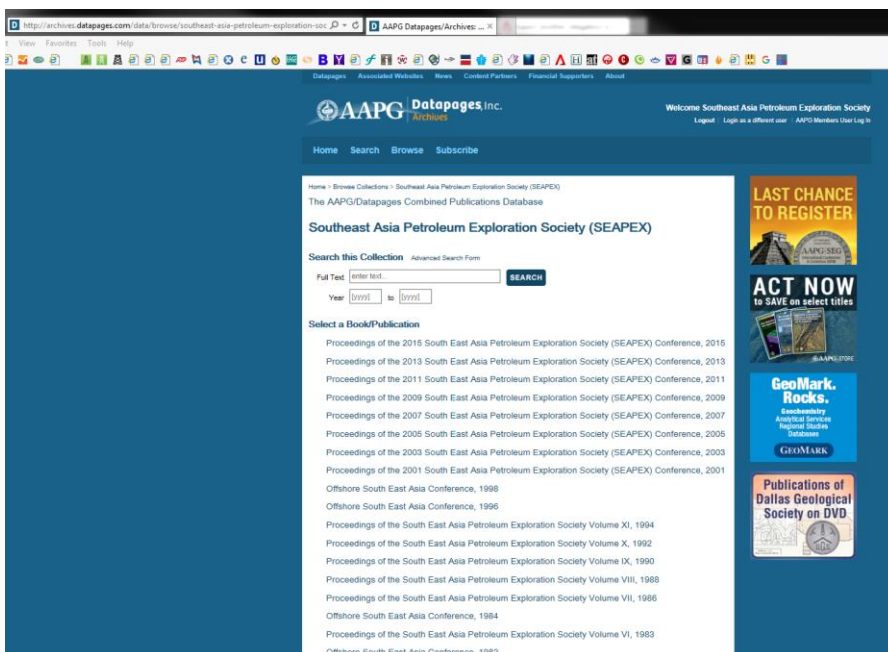 http://archives.datapages.com/data/browse/southeast-asia-petroleum-exploration-soc
AAPG Datapages/Archives: ...
View Favorites Tools Help
Datapages Associated Websites News Content Partners Financial Supporters About
AAPG Datapages, Inc.
Archives
Welcome Southeast Asia Petroleum Exploration Society
Logout Login as a different user AAPG Members User Log In
Home Search Browse Subscribe
Home > Browse Collections > Southeast Asia Petroleum Exploration Society (SEAPEX)
The AAPG/Datapages Combined Publications Database
Southeast Asia Petroleum Exploration Society (SEAPEX)
Search this Collection Advanced Search Form
Full Text enter text... SEARCH
Year [yyyy] to [yyyy]
Select a Book/Publication
Proceedings of the 2015 South East Asia Petroleum Exploration Society (SEAPEX) Conference, 2015
Proceedings of the 2013 South East Asia Petroleum Exploration Society (SEAPEX) Conference, 2013
Proceedings of the 2011 South East Asia Petroleum Exploration Society (SEAPEX) Conference, 2011
Proceedings of the 2009 South East Asia Petroleum Exploration Society (SEAPEX) Conference, 2009
Proceedings of the 2007 South East Asia Petroleum Exploration Society (SEAPEX) Conference, 2007
Proceedings of the 2005 South East Asia Petroleum Exploration Society (SEAPEX) Conference, 2005
Proceedings of the 2003 South East Asia Petroleum Exploration Society (SEAPEX) Conference, 2003
Proceedings of the 2001 South East Asia Petroleum Exploration Society (SEAPEX) Conference, 2001
Offshore South East Asia Conference, 1998
Offshore South East Asia Conference, 1996
Proceedings of the South East Asia Petroleum Exploration Society Volume XI, 1994
Proceedings of the South East Asia Petroleum Exploration Society Volume X, 1992
Proceedings of the South East Asia Petroleum Exploration Society Volume IX, 1990
Proceedings of the South East Asia Petroleum Exploration Society Volume VIII, 1988
Proceedings of the South East Asia Petroleum Exploration Society Volume VII, 1986
Offshore South East Asia Conference, 1984
Proceedings of the South East Asia Petroleum Exploration Society Volume VI, 1983
Offshore South East Asia Conference, 1982
LAST CHANCE
TO REGISTER
AAPG-SEG
ACT NOW
to SAVE on select titles
AAPG STORE
GeoMark.
Rocks.
Geochemistry
Analytical Services
Regional Studies
Databases
GEOMARK
Publications of
Dallas Geological
Society on DVD